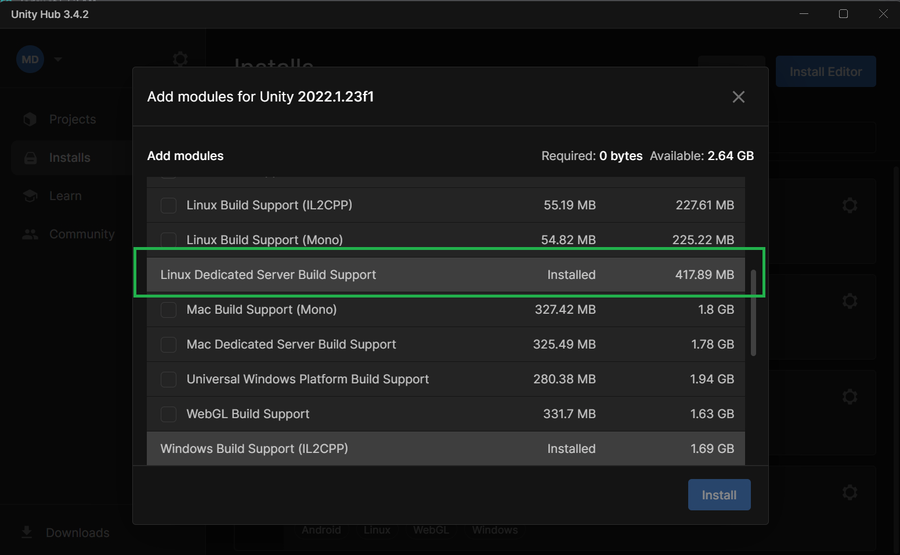 Unity Hub 3.4.2
MD
Installs
Install Editor
Projects
Installs
Learn
Community
Downloads
Add modules for Unity 2022.1.23f1
Add modules Required: 0 bytes Available: 2.64 GB
Linux Build Support (IL2CPP) 55.19 MB 227.61 MB
Linux Build Support (Mono) 54.82 MB 225.22 MB
Linux Dedicated Server Build Support Installed 417.89 MB
Mac Build Support (Mono) 327.42 MB 1.8 GB
Mac Dedicated Server Build Support 325.49 MB 1.78 GB
Universal Windows Platform Build Support 280.38 MB 1.94 GB
WebGL Build Support 331.7 MB 1.63 GB
Windows Build Support (IL2CPP) Installed 1.69 GB
Install
Android Linux WebGL Windows